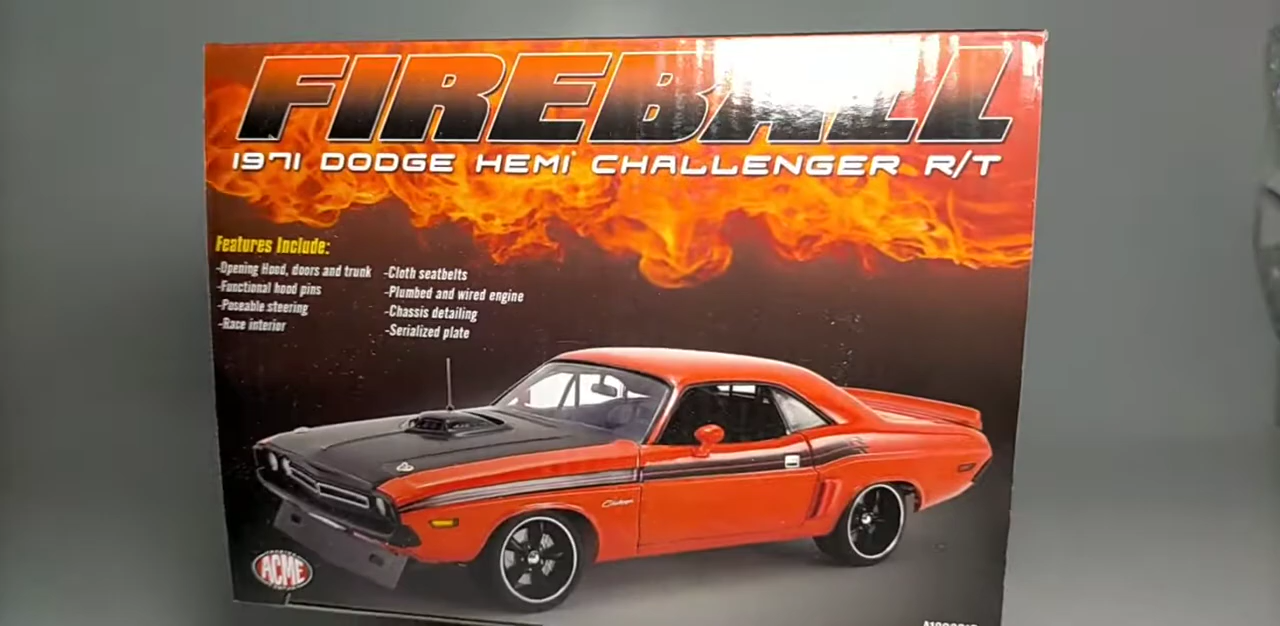 FIREBALL
1971 DODGE HEMI CHALLENGER R/T
Features Include:
-Opening Hood, doors and trunk
-Functional hood pins
-Poseable steering
-Race interior
-Cloth seatbelts
-Plumbed and wired engine
-Chassis detailing
-Serialized plate
Challenger
ACME